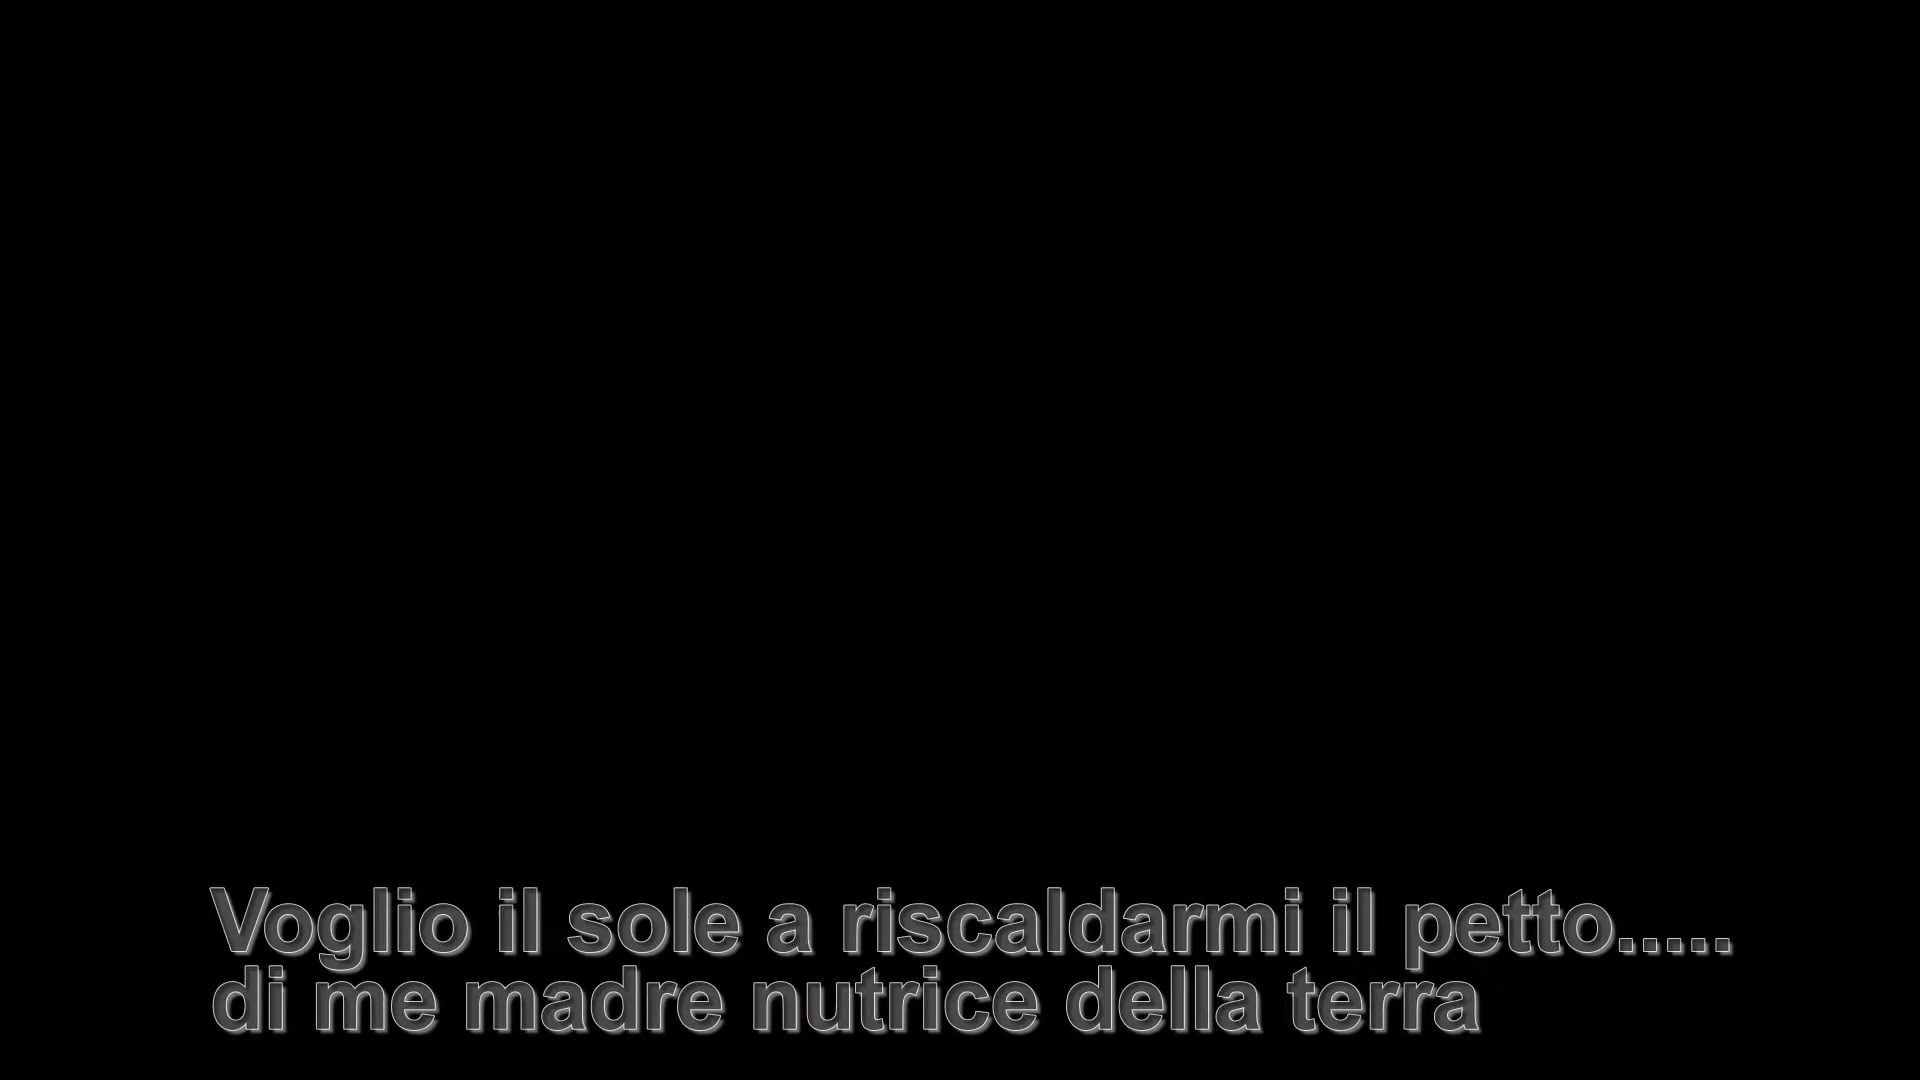 Voglio il sole a riscaldarmi il petto.....
di me madre nutrice della terra